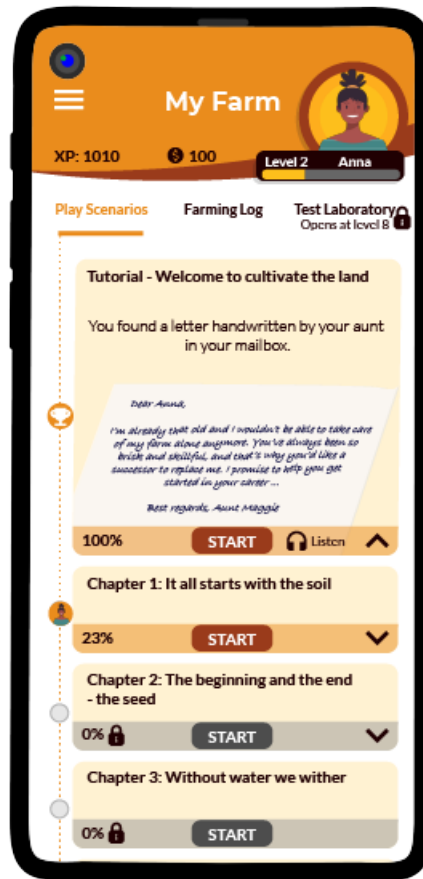 My Farm
XP: 1010
$ 100
Level 2 Anna
Play Scenarios
Farming Log
Test Laboratory
Opens at level 8
Tutorial - Welcome to cultivate the land
You found a letter handwritten by your aunt
in your mailbox.
Dear Anna,
I'm already that old and I wouldn't be able to take care
of my farm alone anymore. You've always been so
brisk and skillful, and that's why you'd like a
successor to replace me. I promise to help you get
started in your career ...
Best regards, Aunt Maggie
100%
START
Listen
Chapter 1: It all starts with the soil
23%
START
Chapter 2: The beginning and the end
- the seed
0%
START
Chapter 3: Without water we wither
0%
START